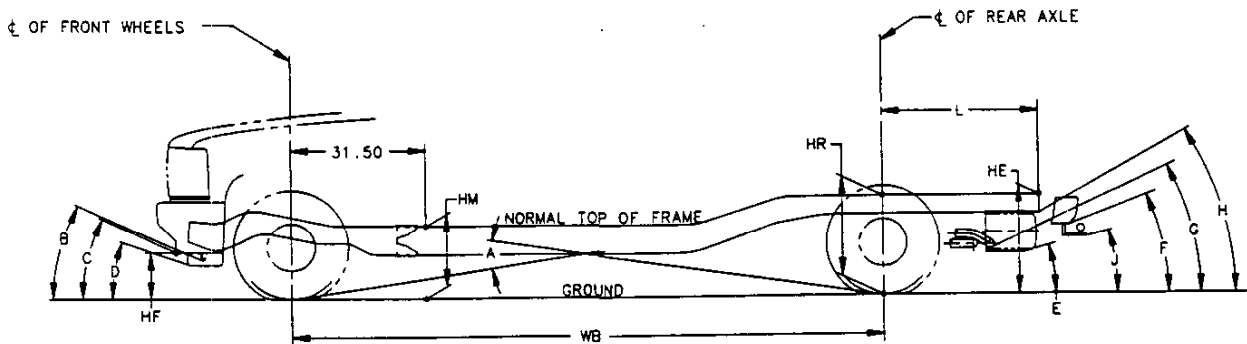 ℄ OF FRONT WHEELS
℄ OF REAR AXLE
L
31.50
HR
HE
HM
NORMAL TOP OF FRAME
A
B
C
D
HF
GROUND
E
J
F
G
H
WB